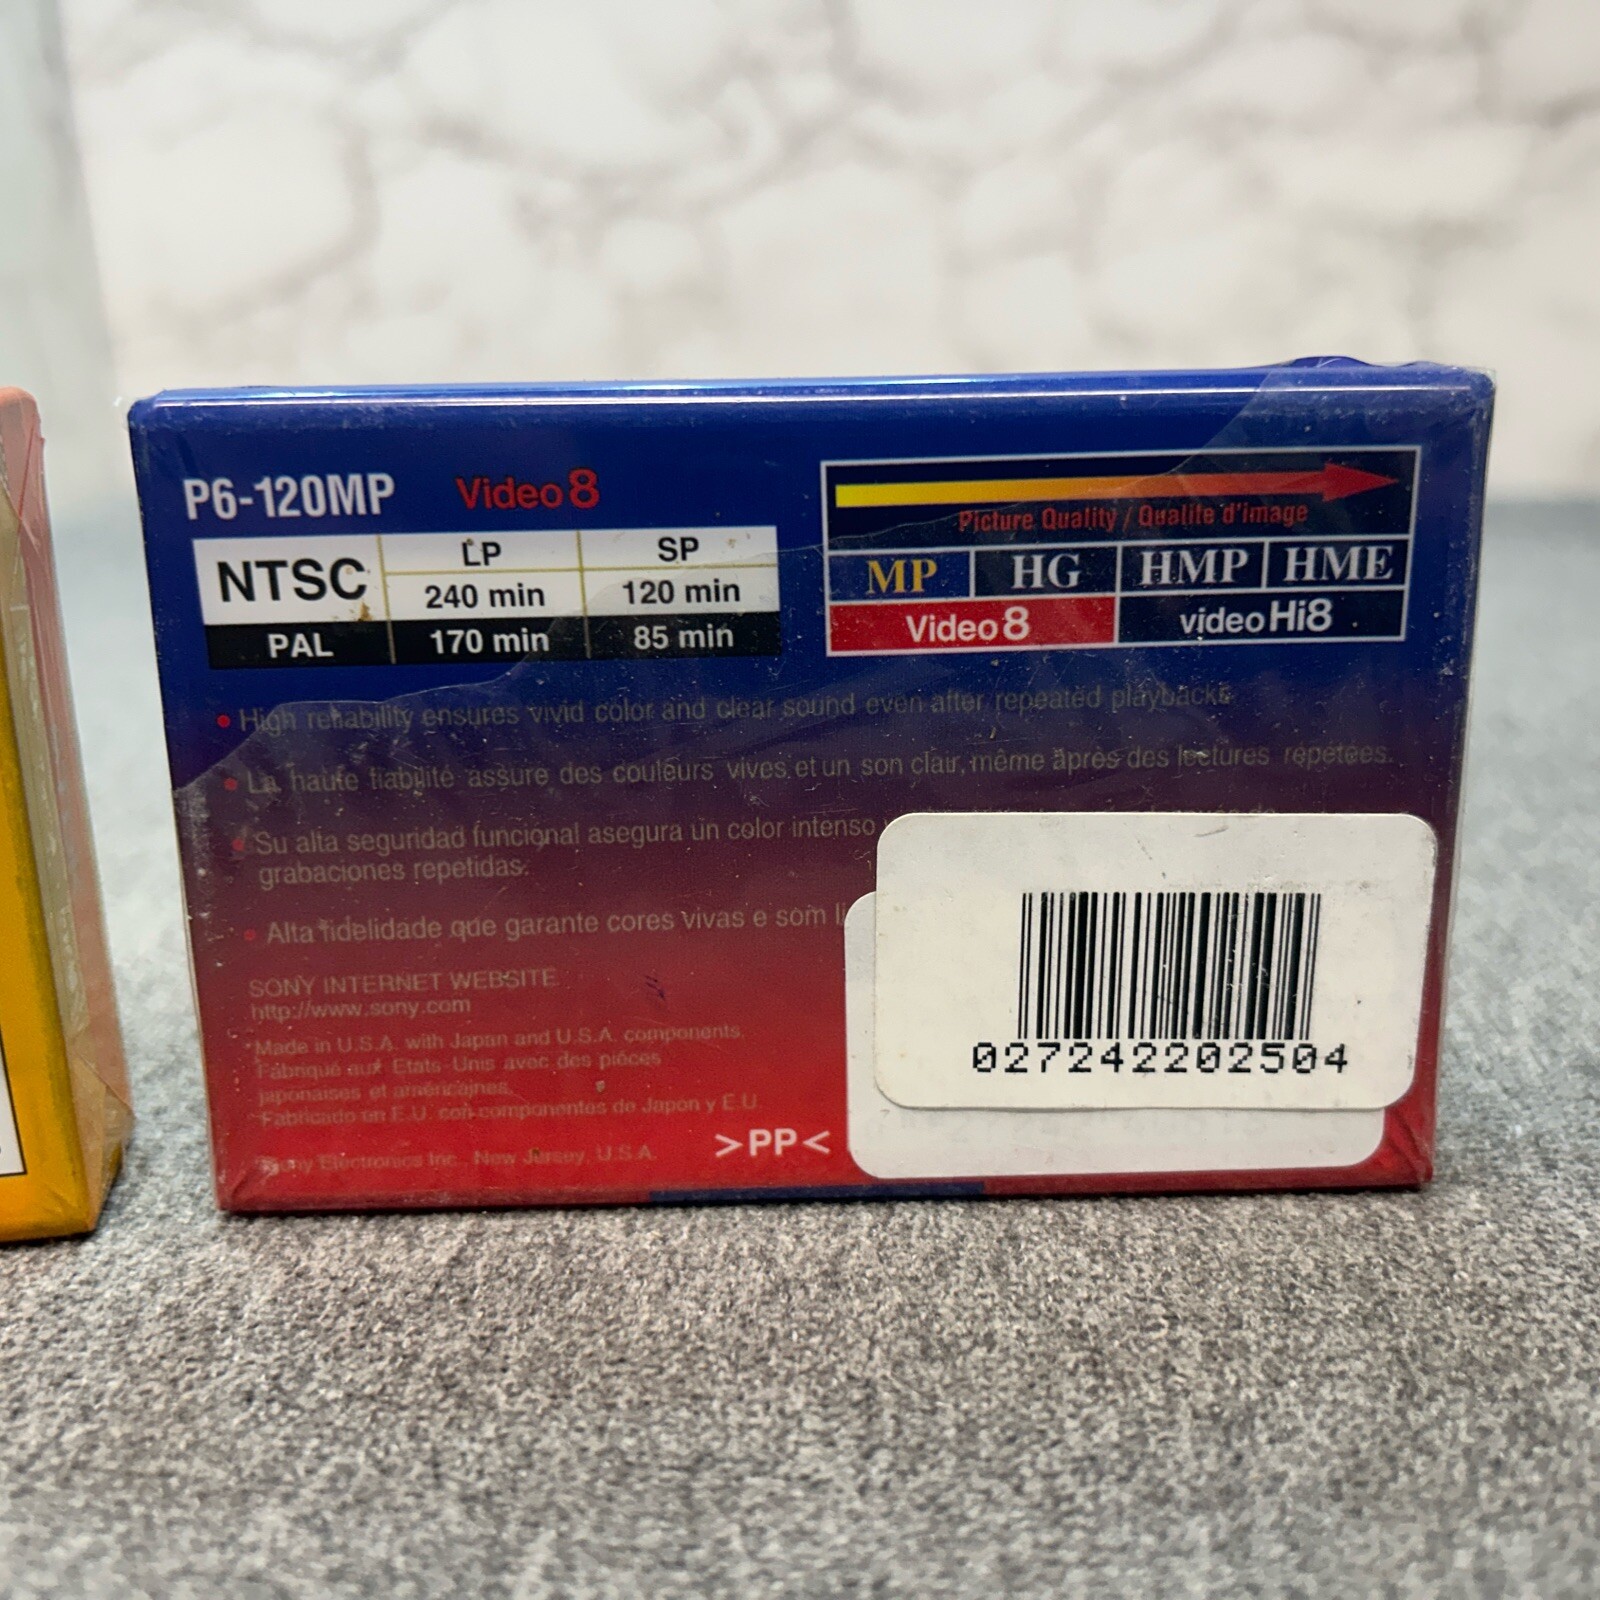 P6-120MP Video8
NTSC LP SP
240 min 120 min
PAL 170 min 85 min
Picture Quality / Qualite d'image
MP HG HMP HME
Video8 video Hi8
• High reliability ensures vivid color and clear sound even after repeated playbacks
• La haute fiabilité assure des couleurs vives et un son clair, même après des lectures répétées.
• Su alta seguridad funcional asegura un color intenso
grabaciones repetidas.
• Alta fidelidade que garante cores vivas e som
SONY INTERNET WEBSITE
http://www.sony.com
Made in U.S.A. with Japan and U.S.A. components.
Fabriqué aux Etats-Unis avec des pièces
japonaises et américaines.
Fabricado en E.U. con componentes de Japon y E.U.
Sony Electronics Inc., New Jersey, U.S.A.
>PP<
027242202504